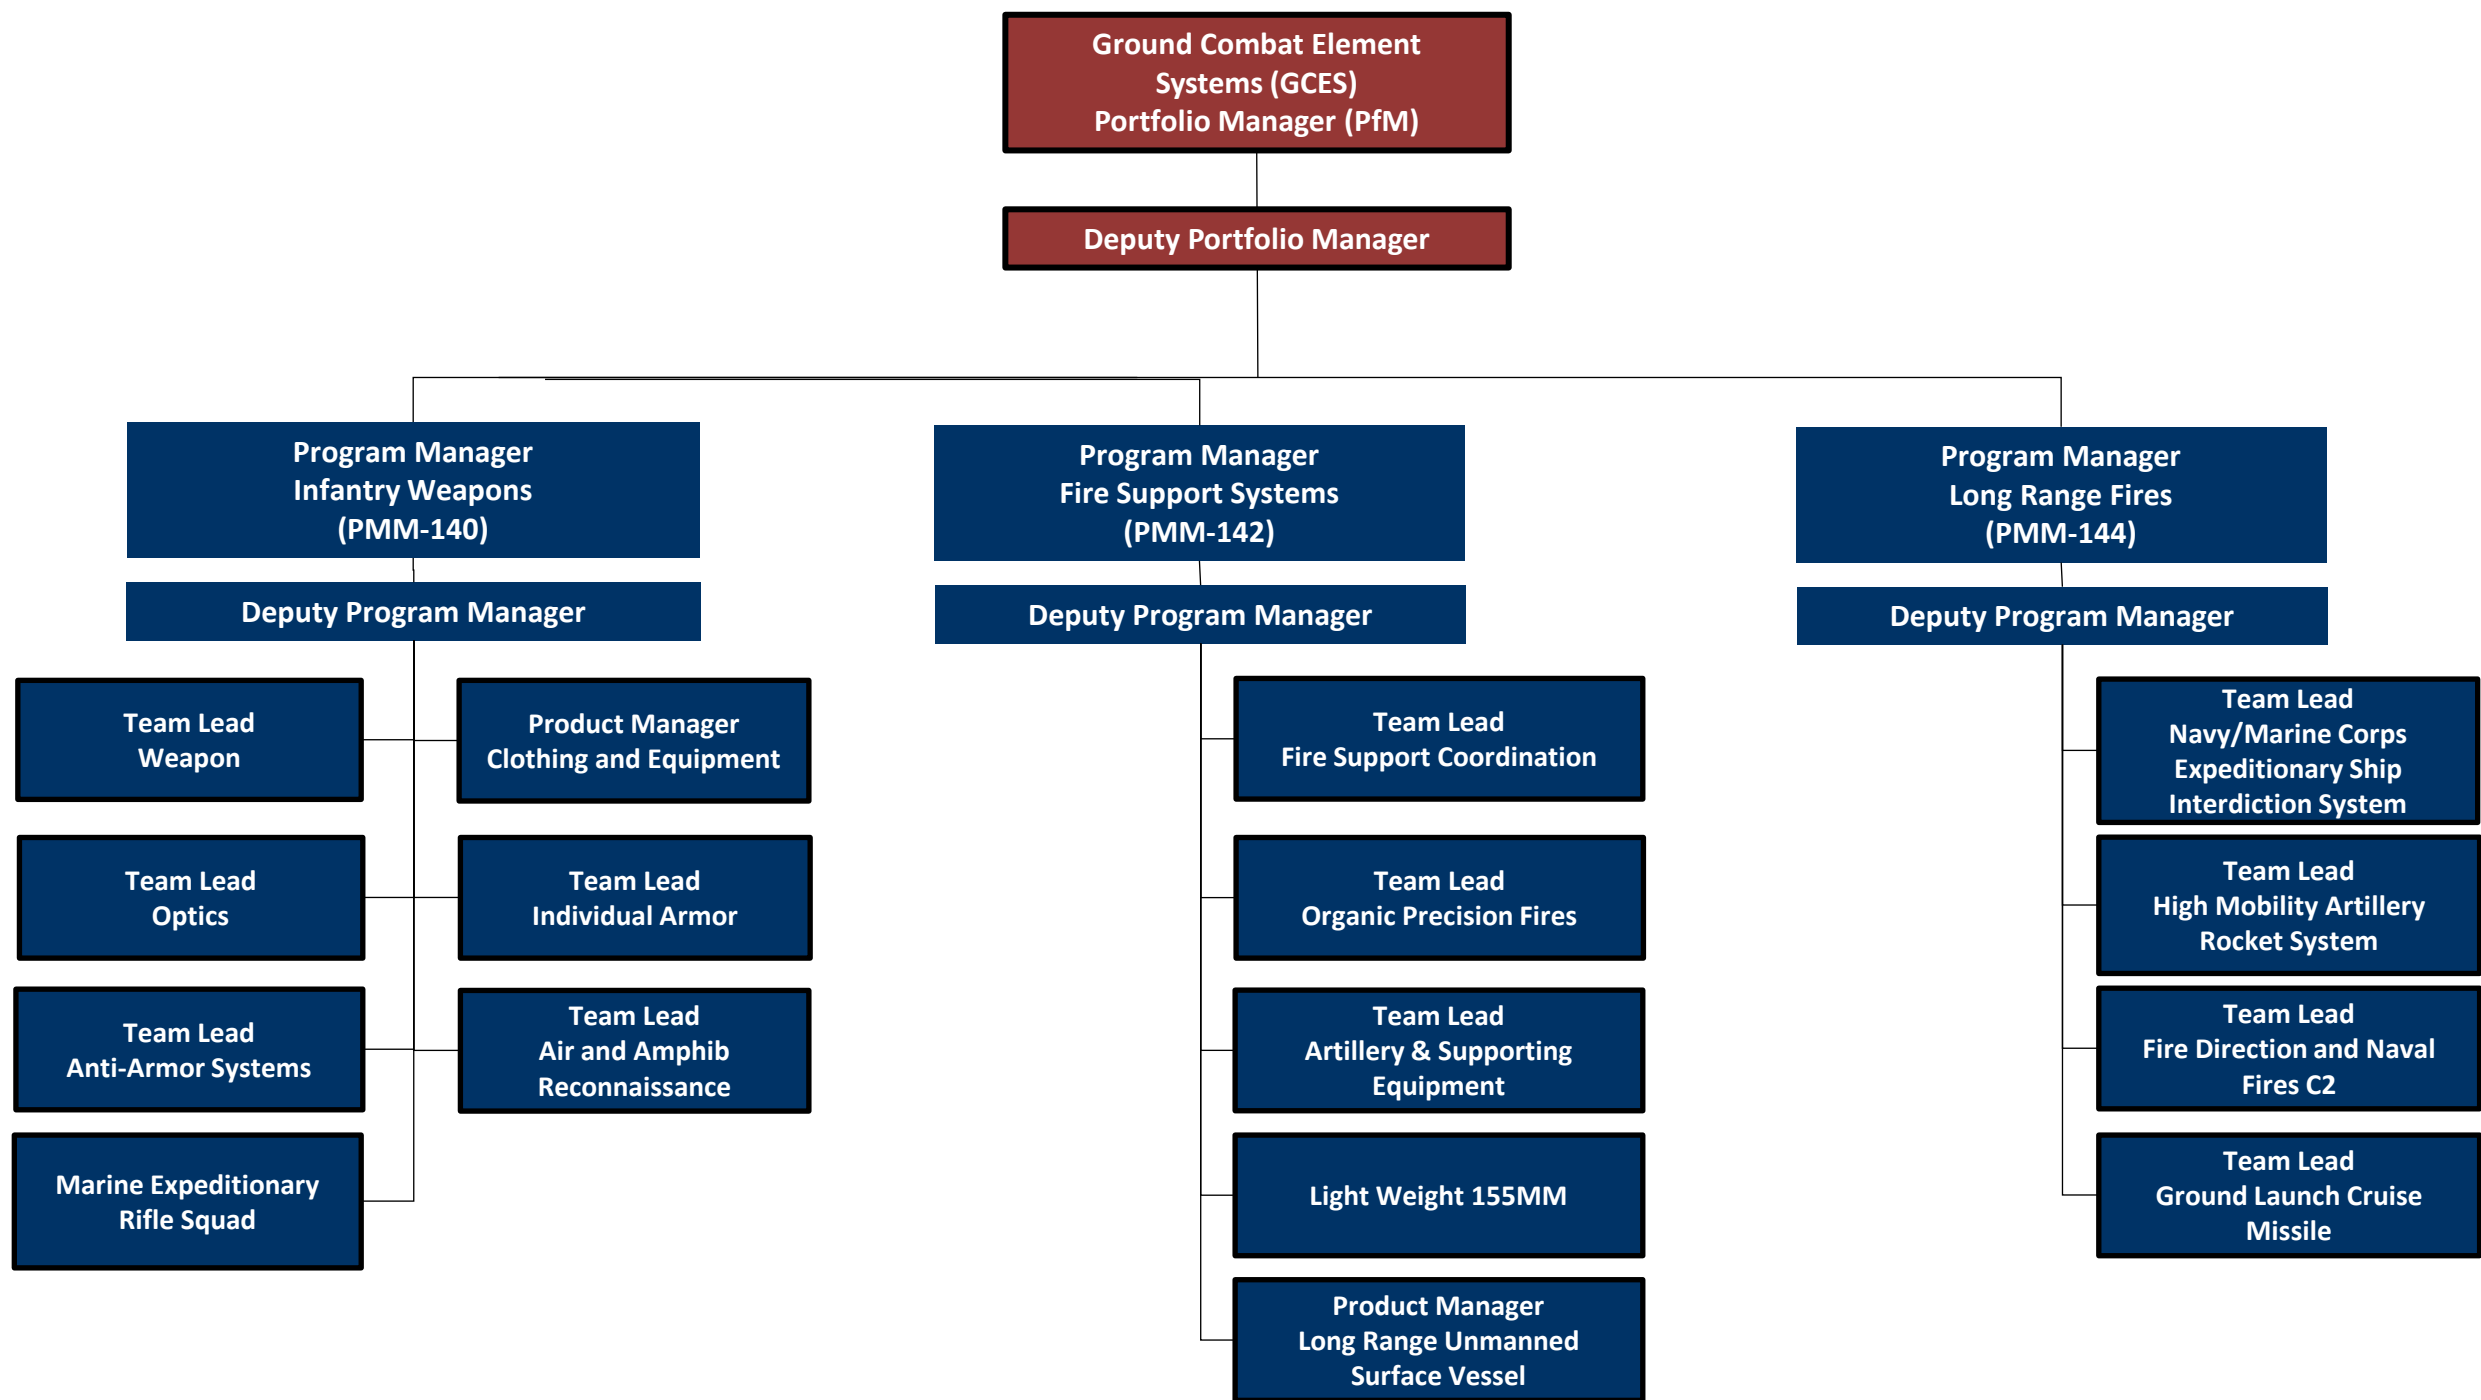 Ground Combat Element
Systems (GCES)
Portfolio Manager (PfM)
Deputy Portfolio Manager
Program Manager
Infantry Weapons
(PMM-140)
Deputy Program Manager
Team Lead
Weapon
Product Manager
Clothing and Equipment
Team Lead
Optics
Team Lead
Individual Armor
Team Lead
Anti-Armor Systems
Team Lead
Air and Amphib
Reconnaissance
Marine Expeditionary
Rifle Squad
Program Manager
Fire Support Systems
(PMM-142)
Deputy Program Manager
Team Lead
Fire Support Coordination
Team Lead
Organic Precision Fires
Team Lead
Artillery & Supporting
Equipment
Light Weight 155MM
Product Manager
Long Range Unmanned
Surface Vessel
Program Manager
Long Range Fires
(PMM-144)
Deputy Program Manager
Team Lead
Navy/Marine Corps
Expeditionary Ship
Interdiction System
Team Lead
High Mobility Artillery
Rocket System
Team Lead
Fire Direction and Naval
Fires C2
Team Lead
Ground Launch Cruise
Missile